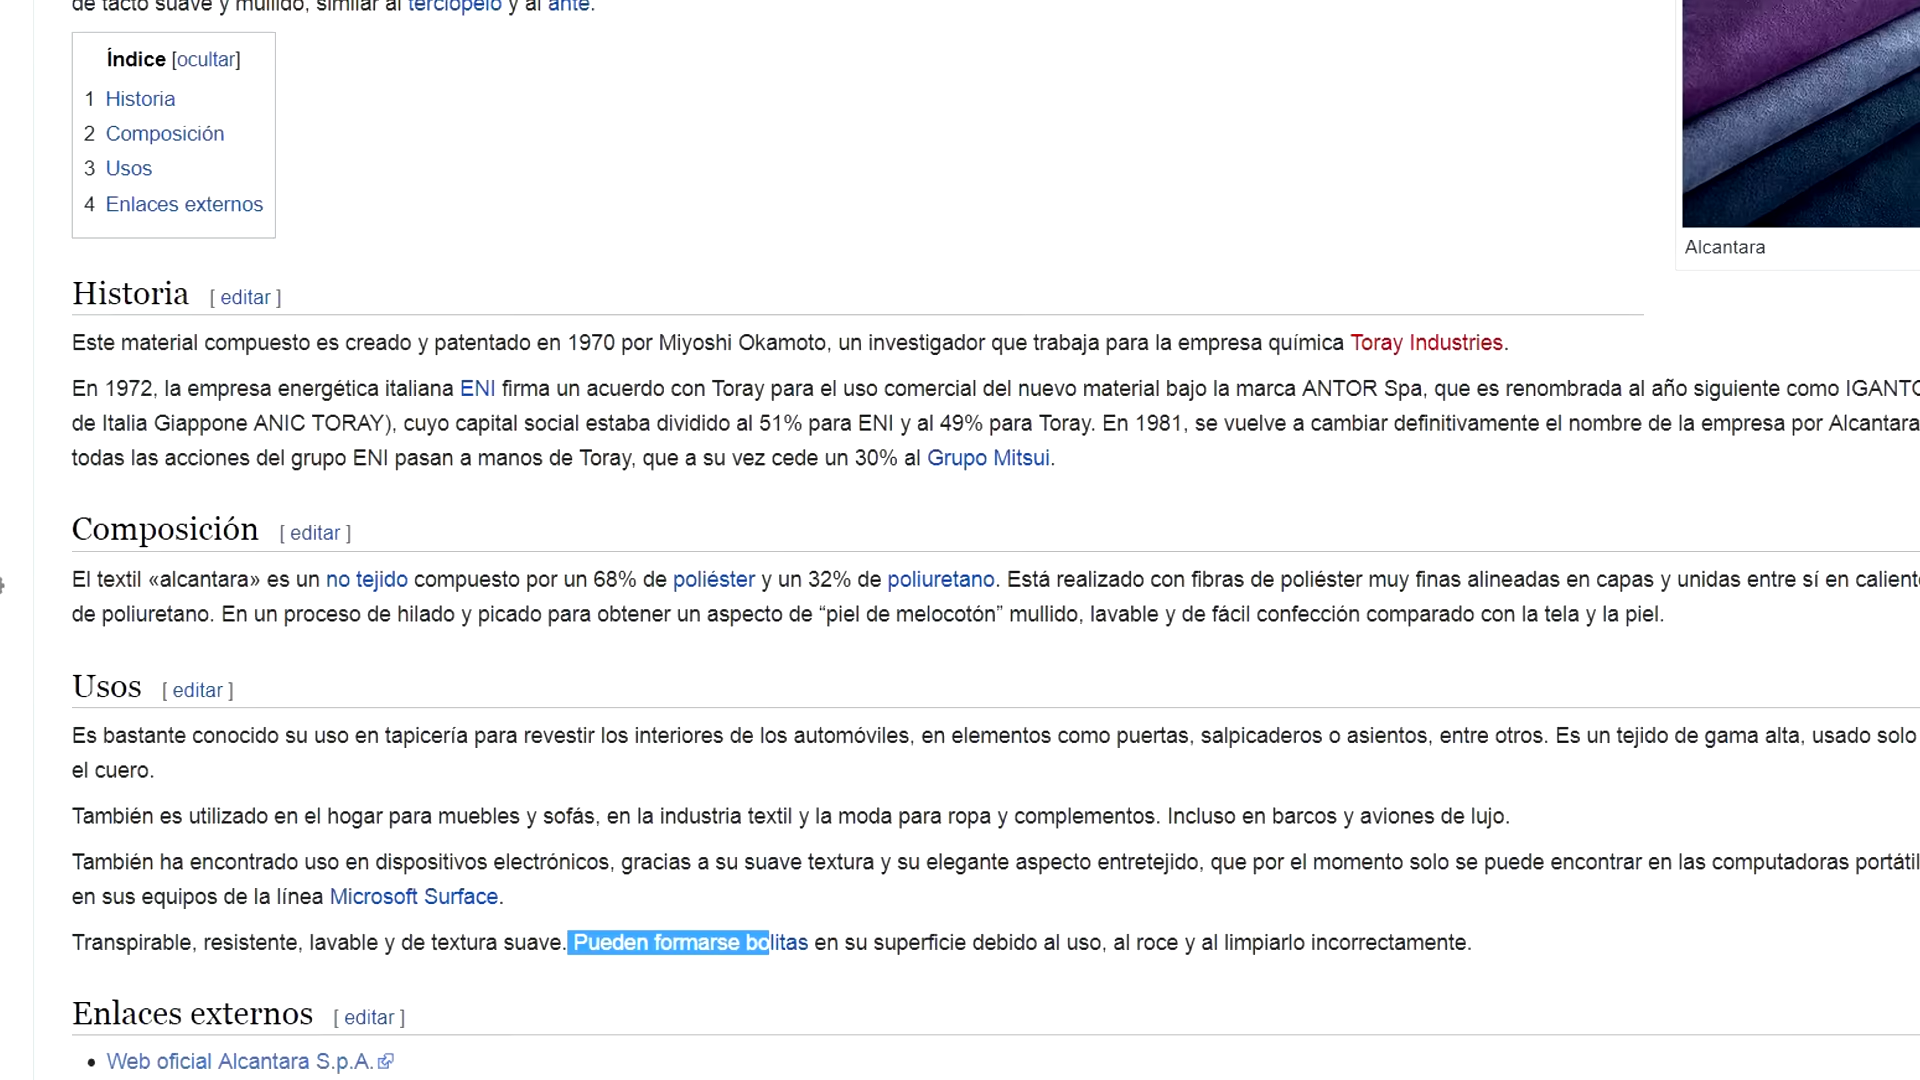 de tacto suave y mullido, similar al terciopelo y al ante.
Índice [ocultar]
1 Historia
2 Composición
3 Usos
4 Enlaces externos
Alcantara
Historia [ editar ]
Este material compuesto es creado y patentado en 1970 por Miyoshi Okamoto, un investigador que trabaja para la empresa química Toray Industries.
En 1972, la empresa energética italiana ENI firma un acuerdo con Toray para el uso comercial del nuevo material bajo la marca ANTOR Spa, que es renombrada al año siguiente como IGANTO
de Italia Giappone ANIC TORAY), cuyo capital social estaba dividido al 51% para ENI y al 49% para Toray. En 1981, se vuelve a cambiar definitivamente el nombre de la empresa por Alcantara
todas las acciones del grupo ENI pasan a manos de Toray, que a su vez cede un 30% al Grupo Mitsui.
Composición [ editar ]
El textil «alcantara» es un no tejido compuesto por un 68% de poliéster y un 32% de poliuretano. Está realizado con fibras de poliéster muy finas alineadas en capas y unidas entre sí en calient
de poliuretano. En un proceso de hilado y picado para obtener un aspecto de “piel de melocotón” mullido, lavable y de fácil confección comparado con la tela y la piel.
Usos [ editar ]
Es bastante conocido su uso en tapicería para revestir los interiores de los automóviles, en elementos como puertas, salpicaderos o asientos, entre otros. Es un tejido de gama alta, usado solo
el cuero.
También es utilizado en el hogar para muebles y sofás, en la industria textil y la moda para ropa y complementos. Incluso en barcos y aviones de lujo.
También ha encontrado uso en dispositivos electrónicos, gracias a su suave textura y su elegante aspecto entretejido, que por el momento solo se puede encontrar en las computadoras portátil
en sus equipos de la línea Microsoft Surface.
Transpirable, resistente, lavable y de textura suave. Pueden formarse bolitas en su superficie debido al uso, al roce y al limpiarlo incorrectamente.
Enlaces externos [ editar ]
• Web oficial Alcantara S.p.A.